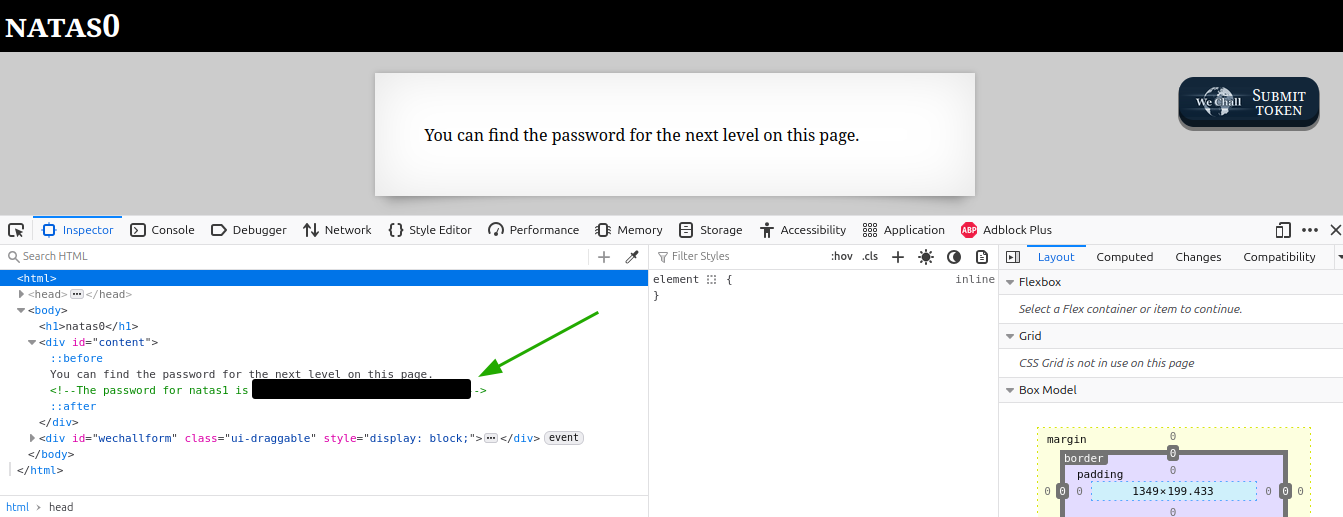 NATAS0
You can find the password for the next level on this page.
We Chall
SUBMIT
TOKEN
Inspector Console Debugger Network Style Editor Performance Memory Storage Accessibility Application ABP Adblock Plus
Search HTML
Filter Styles :hov .cls
Layout Computed Changes Compatibility
<html>
<head></head>
<body>
<h1>natas0</h1>
<div id="content">
::before
You can find the password for the next level on this page.
<!--The password for natas1 is ->
::after
</div>
<div id="wechallform" class="ui-draggable" style="display: block;"></div> event
</body>
</html>
html › head
element { inline
}
Flexbox
Select a Flex container or item to continue.
Grid
CSS Grid is not in use on this page
Box Model
margin 0
border 0
padding 0
0 0 0 1349×199.433 0 0 0
0